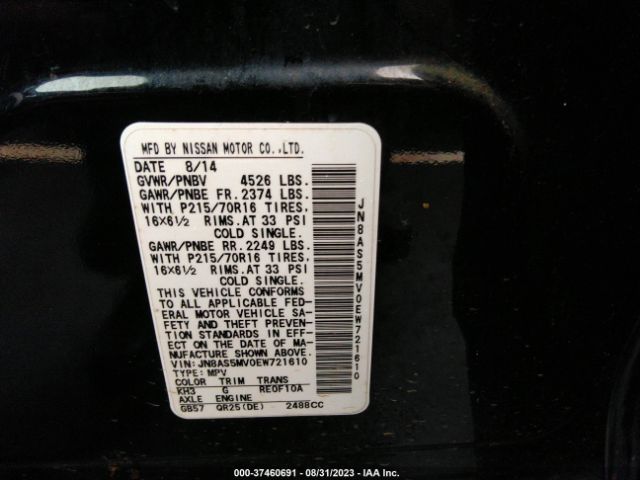 MFD BY NISSAN MOTOR CO.,LTD.
DATE 8/14
GVWR/PNBV 4526 LBS.
GAWR/PNBE FR. 2374 LBS.
WITH P215/70R16 TIRES,
16X6½ RIMS.AT 33 PSI
COLD SINGLE.
GAWR/PNBE RR. 2249 LBS.
WITH P215/70R16 TIRES,
16X6½ RIMS.AT 33 PSI
COLD SINGLE.
THIS VEHICLE CONFORMS
TO ALL APPLICABLE FED-
ERAL MOTOR VEHICLE SA-
FETY AND THEFT PREVEN-
TION STANDARDS IN EFF-
ECT ON THE DATE OF MA-
NUFACTURE SHOWN ABOVE.
VIN: JN8AS5MV0EW721610
TYPE: MPV
COLOR TRIM TRANS
KH3 G RE0F10A
AXLE ENGINE
GB57 QR25(DE) 2488CC
JN8AS5MV0EW721610
000-37460691 - 08/31/2023 - IAA Inc.